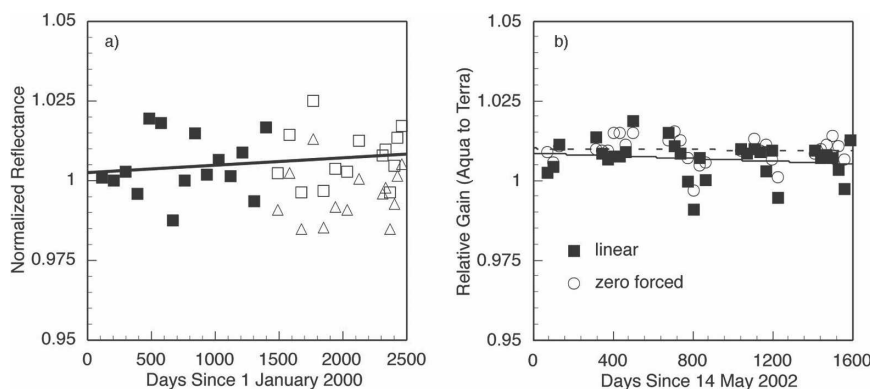 a)
1.05
1.025
1
0.975
0.95
Normalized Reflectance
0 500 1000 1500 2000 2500
Days Since 1 January 2000
b)
1.05
1.025
1
0.975
0.95
Relative Gain (Aqua to Terra)
linear
zero forced
0 400 800 1200 1600
Days Since 14 May 2002